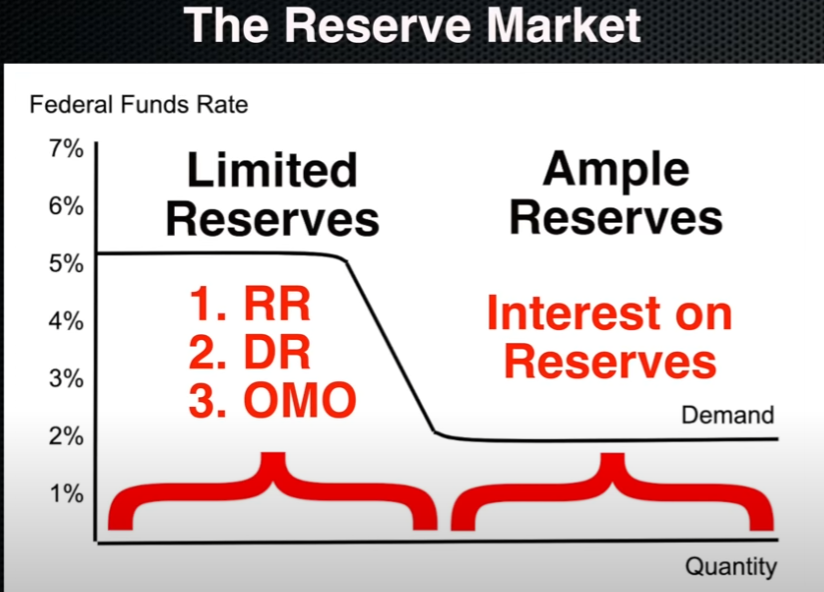 The Reserve Market
Federal Funds Rate
7%
6%
5%
4%
3%
2%
1%
Limited
Reserves
1. RR
2. DR
3. OMO
Ample
Reserves
Interest on
Reserves
Demand
Quantity